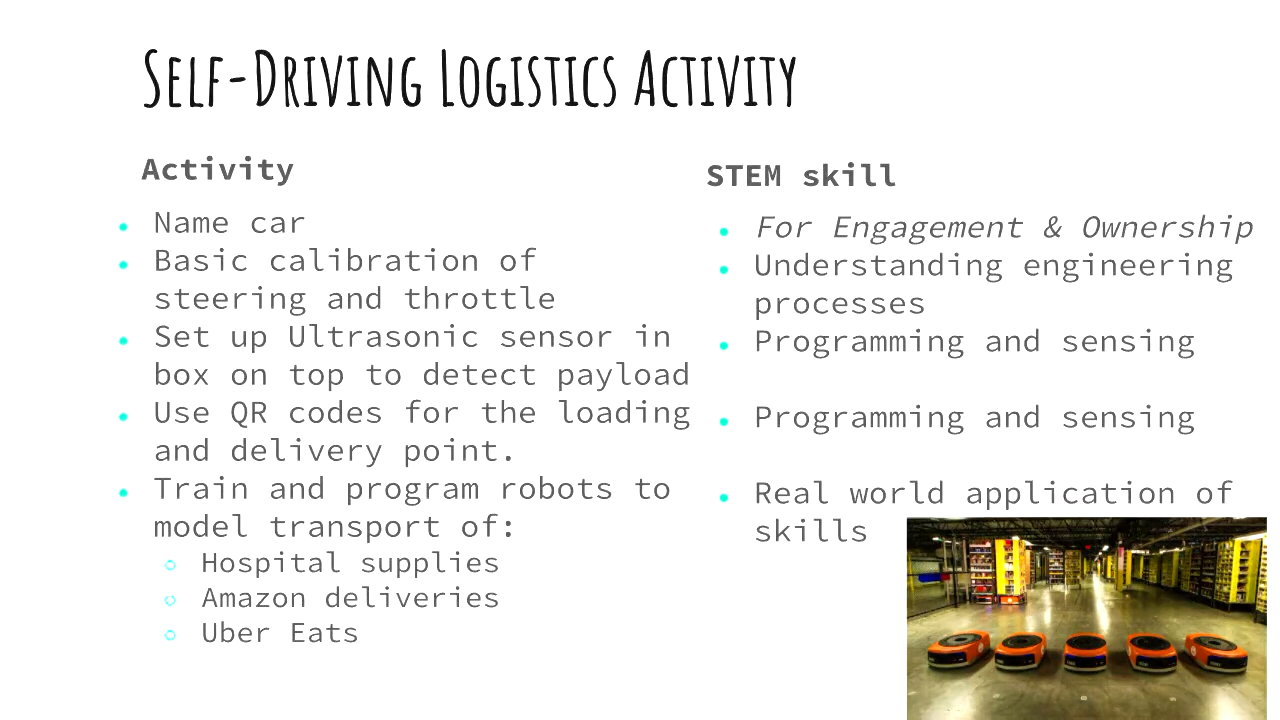 Self-Driving Logistics Activity
Activity
Name car
Basic calibration of
steering and throttle
Set up Ultrasonic sensor in
box on top to detect payload
Use QR codes for the loading
and delivery point.
Train and program robots to
model transport of:
Hospital supplies
Amazon deliveries
Uber Eats
STEM skill
For Engagement & Ownership
Understanding engineering
processes
Programming and sensing
Programming and sensing
Real world application of
skills